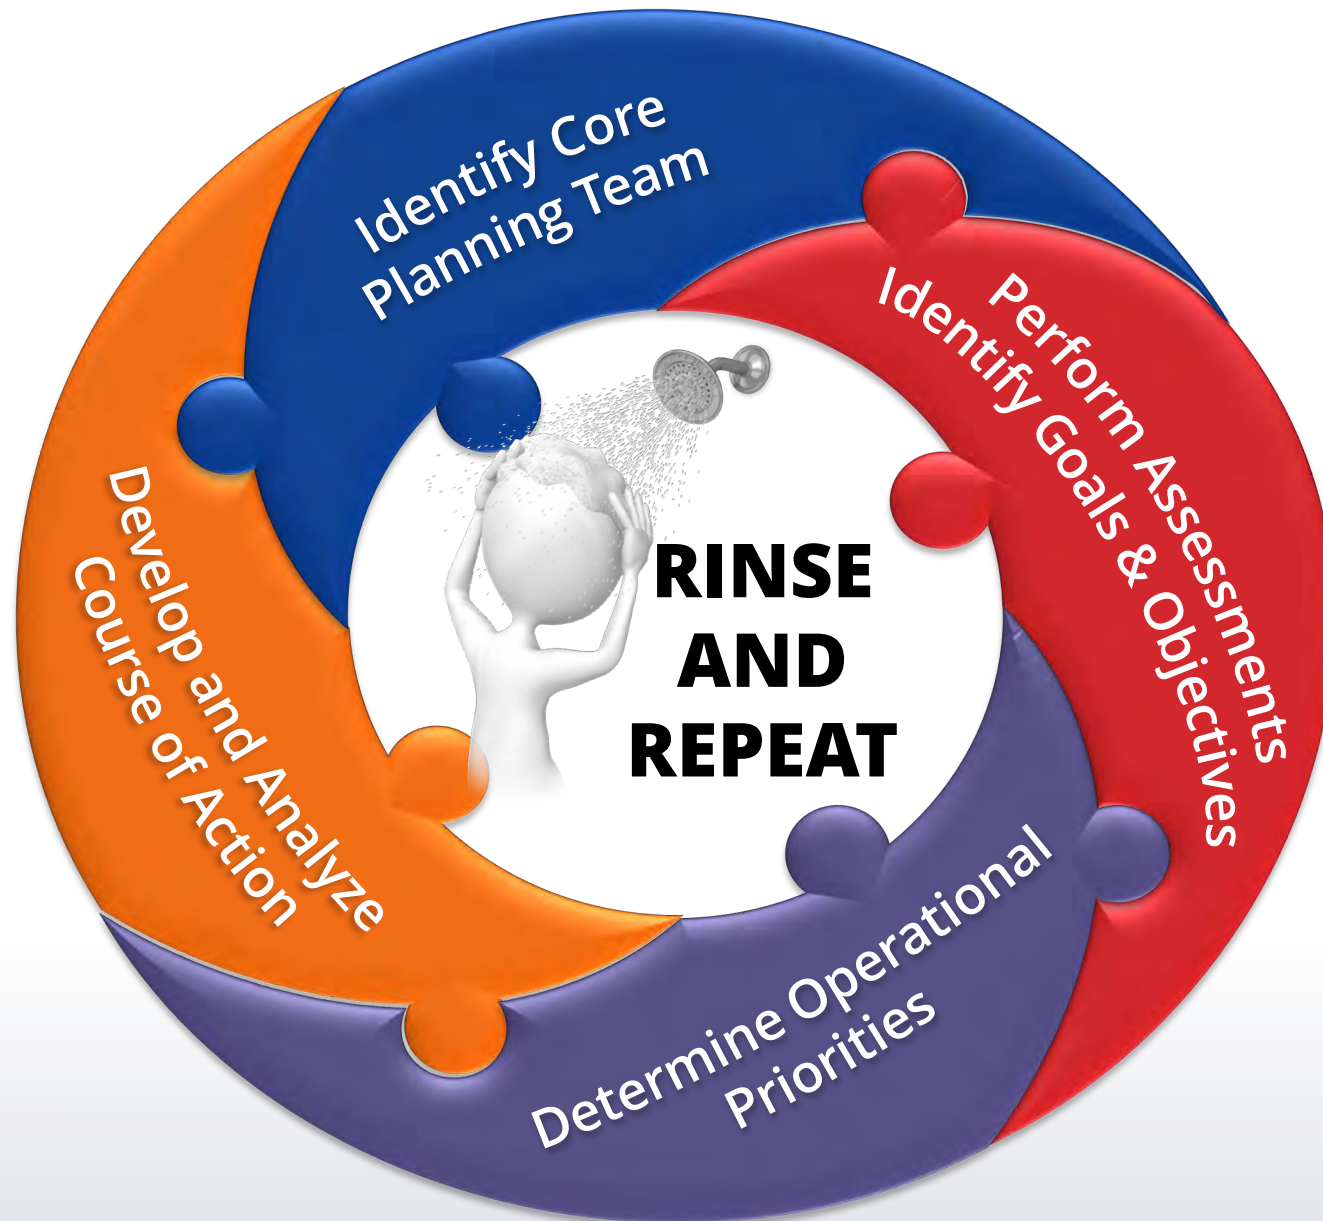 Identify Core
Planning Team
Perform Assessments
Identify Goals & Objectives
Determine Operational
Priorities
Develop and Analyze
Course of Action
RINSE
AND
REPEAT